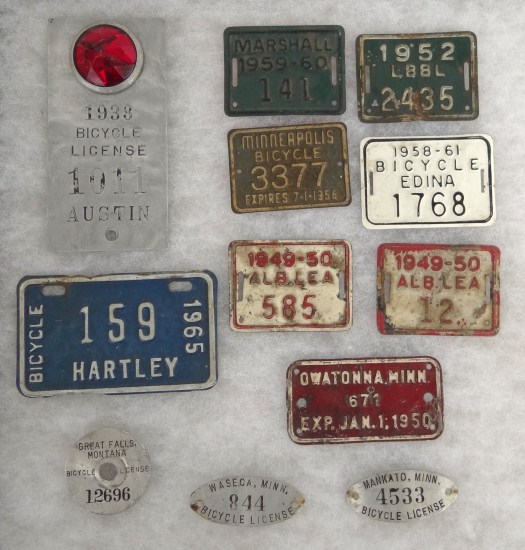 1938
BICYCLE
LICENSE
1011
AUSTIN
MARSHALL
1959-60
141
1952
LBBL
2435
MINNEAPOLIS
BICYCLE
3377
EXPIRES 7-1-1956
1958-61
BICYCLE
EDINA
1768
1949-50
ALB.LEA
585
1949-50
ALB.LEA
12
BICYCLE
159
HARTLEY
1965
OWATONNA, MINN.
671
EXP. JAN. 1, 1950
GREAT FALLS,
MONTANA
BICYCLE LICENSE
12696
WASECA, MINN.
844
BICYCLE LICENSE
MANKATO, MINN.
4533
BICYCLE LICENSE